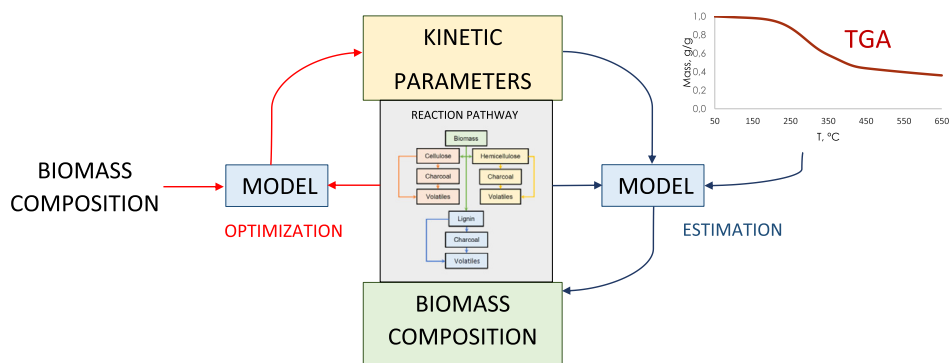 KINETIC
PARAMETERS
REACTION PATHWAY
Biomass
Cellulose
Hemicellulose
Charcoal
Charcoal
Volatiles
Volatiles
Lignin
Charcoal
Volatiles
BIOMASS
COMPOSITION
MODEL
OPTIMIZATION
MODEL
ESTIMATION
BIOMASS
COMPOSITION
TGA
Mass, g/g
1,0
0,8
0,6
0,4
0,2
0,0
50 150 250 350 450 550 650
T, °C